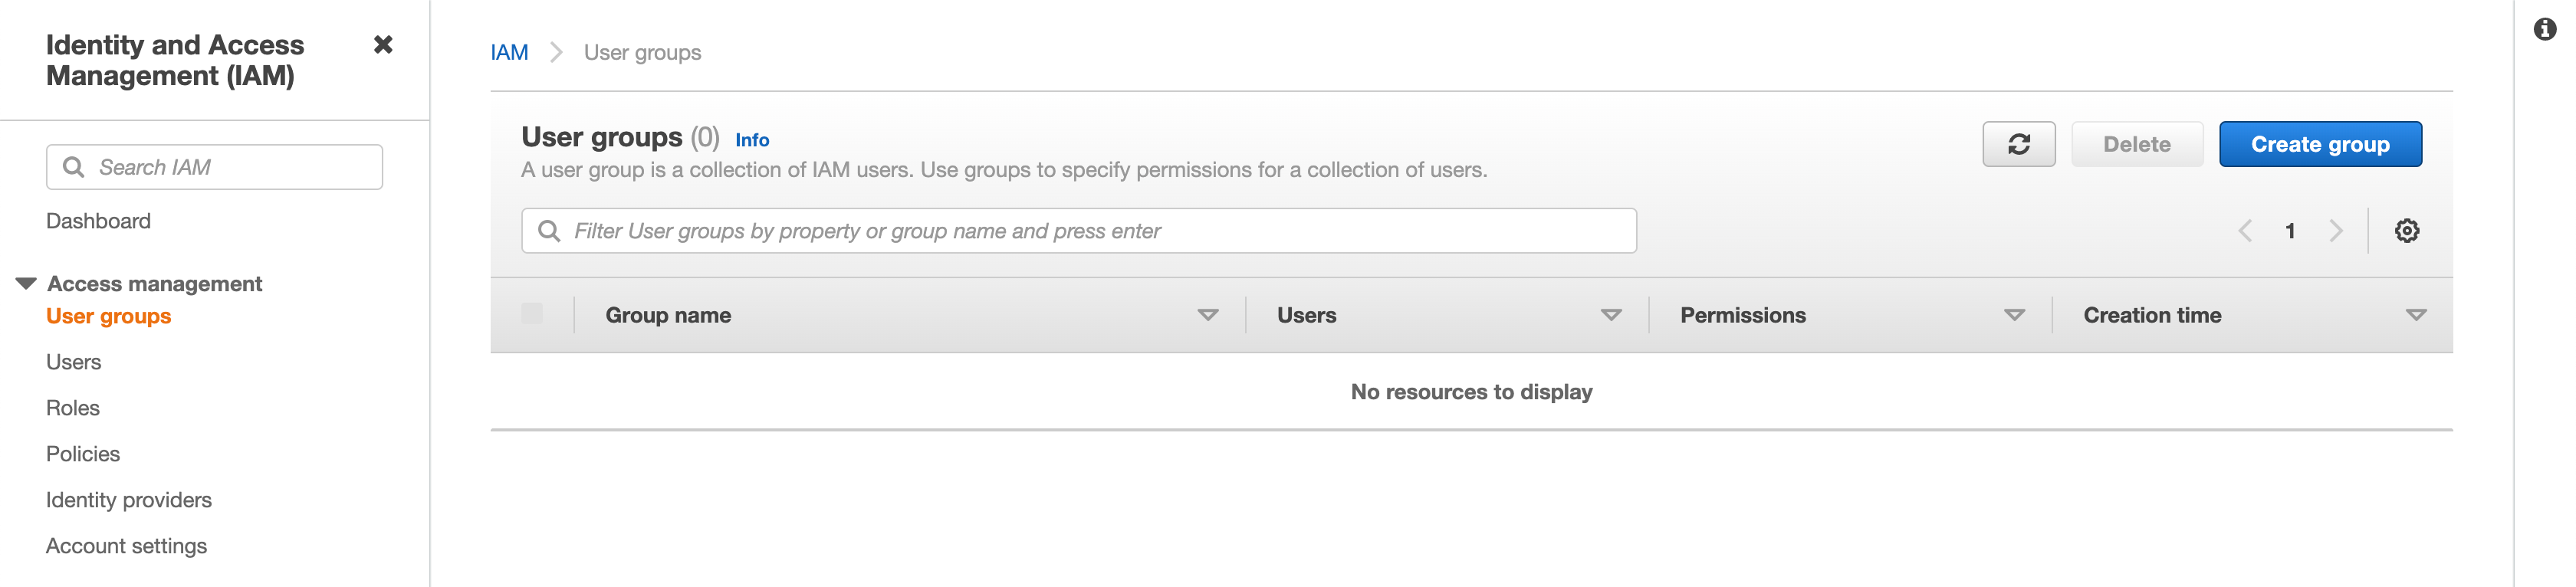 Identity and Access
Management (IAM)
Search IAM
Dashboard
Access management
User groups
Users
Roles
Policies
Identity providers
Account settings
IAM > User groups
User groups (0) Info
A user group is a collection of IAM users. Use groups to specify permissions for a collection of users.
Delete
Create group
Filter User groups by property or group name and press enter
1
Group name Users Permissions Creation time
No resources to display